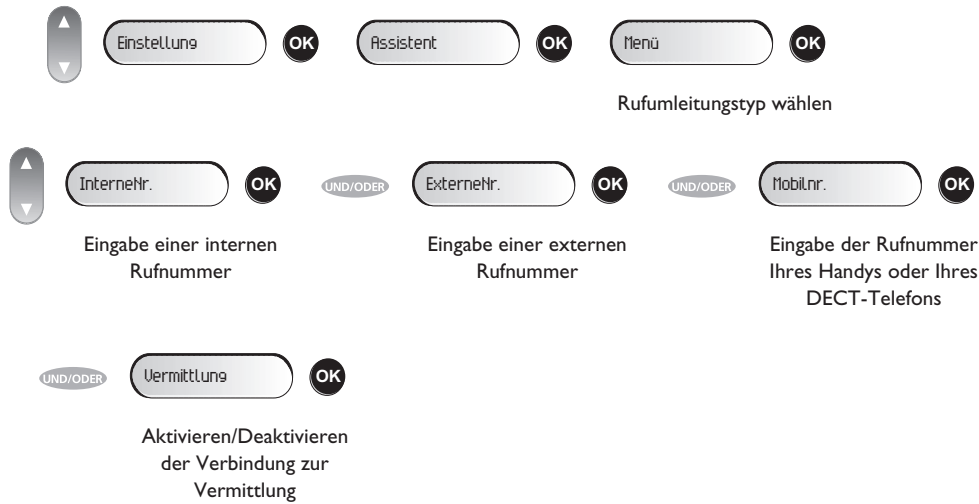 Einstellung OK Assistent OK Menü OK
Rufumleitungstyp wählen
InterneNr. OK UND/ODER ExterneNr. OK UND/ODER Mobilnr. OK
Eingabe einer internen
Rufnummer
Eingabe einer externen
Rufnummer
Eingabe der Rufnummer
Ihres Handys oder Ihres
DECT-Telefons
UND/ODER Vermittlung OK
Aktivieren/Deaktivieren
der Verbindung zur
Vermittlung